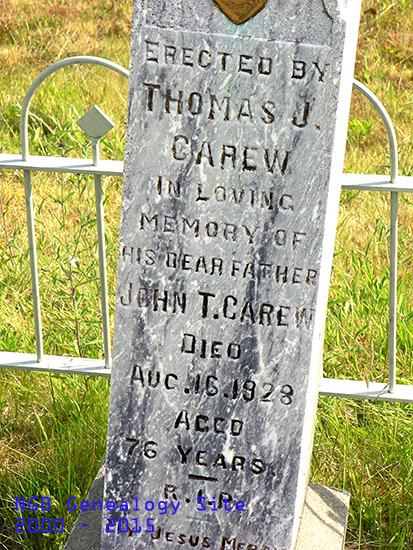 ERECTED BY
THOMAS J.
CAREW
IN LOVING
MEMORY OF
HIS DEAR FATHER
JOHN T. CAREW
DIED
AUG. 16. 1928
AGED
76 YEARS.
R.I.P.
JESUS
NGB Genealogy Site
2000 - 2015